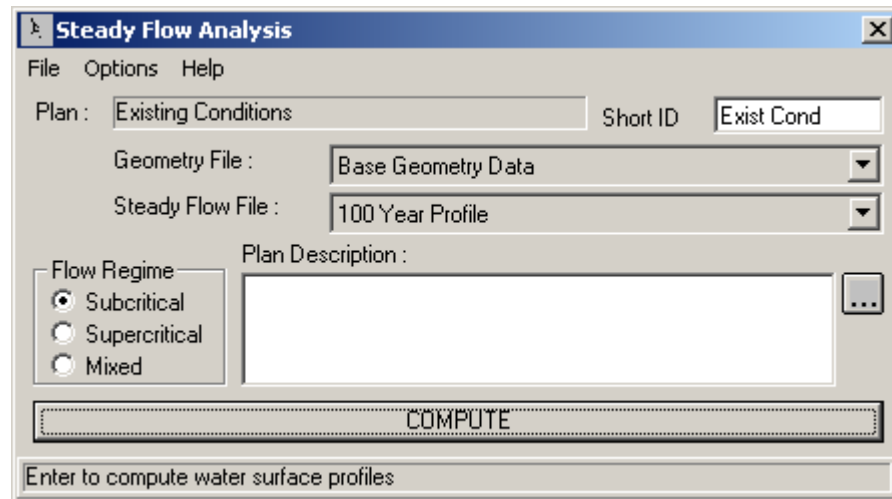 Steady Flow Analysis
File Options Help
Plan : Existing Conditions Short ID Exist Cond
Geometry File : Base Geometry Data
Steady Flow File : 100 Year Profile
Plan Description :
Flow Regime
Subcritical
Supercritical
Mixed
...
COMPUTE
Enter to compute water surface profiles